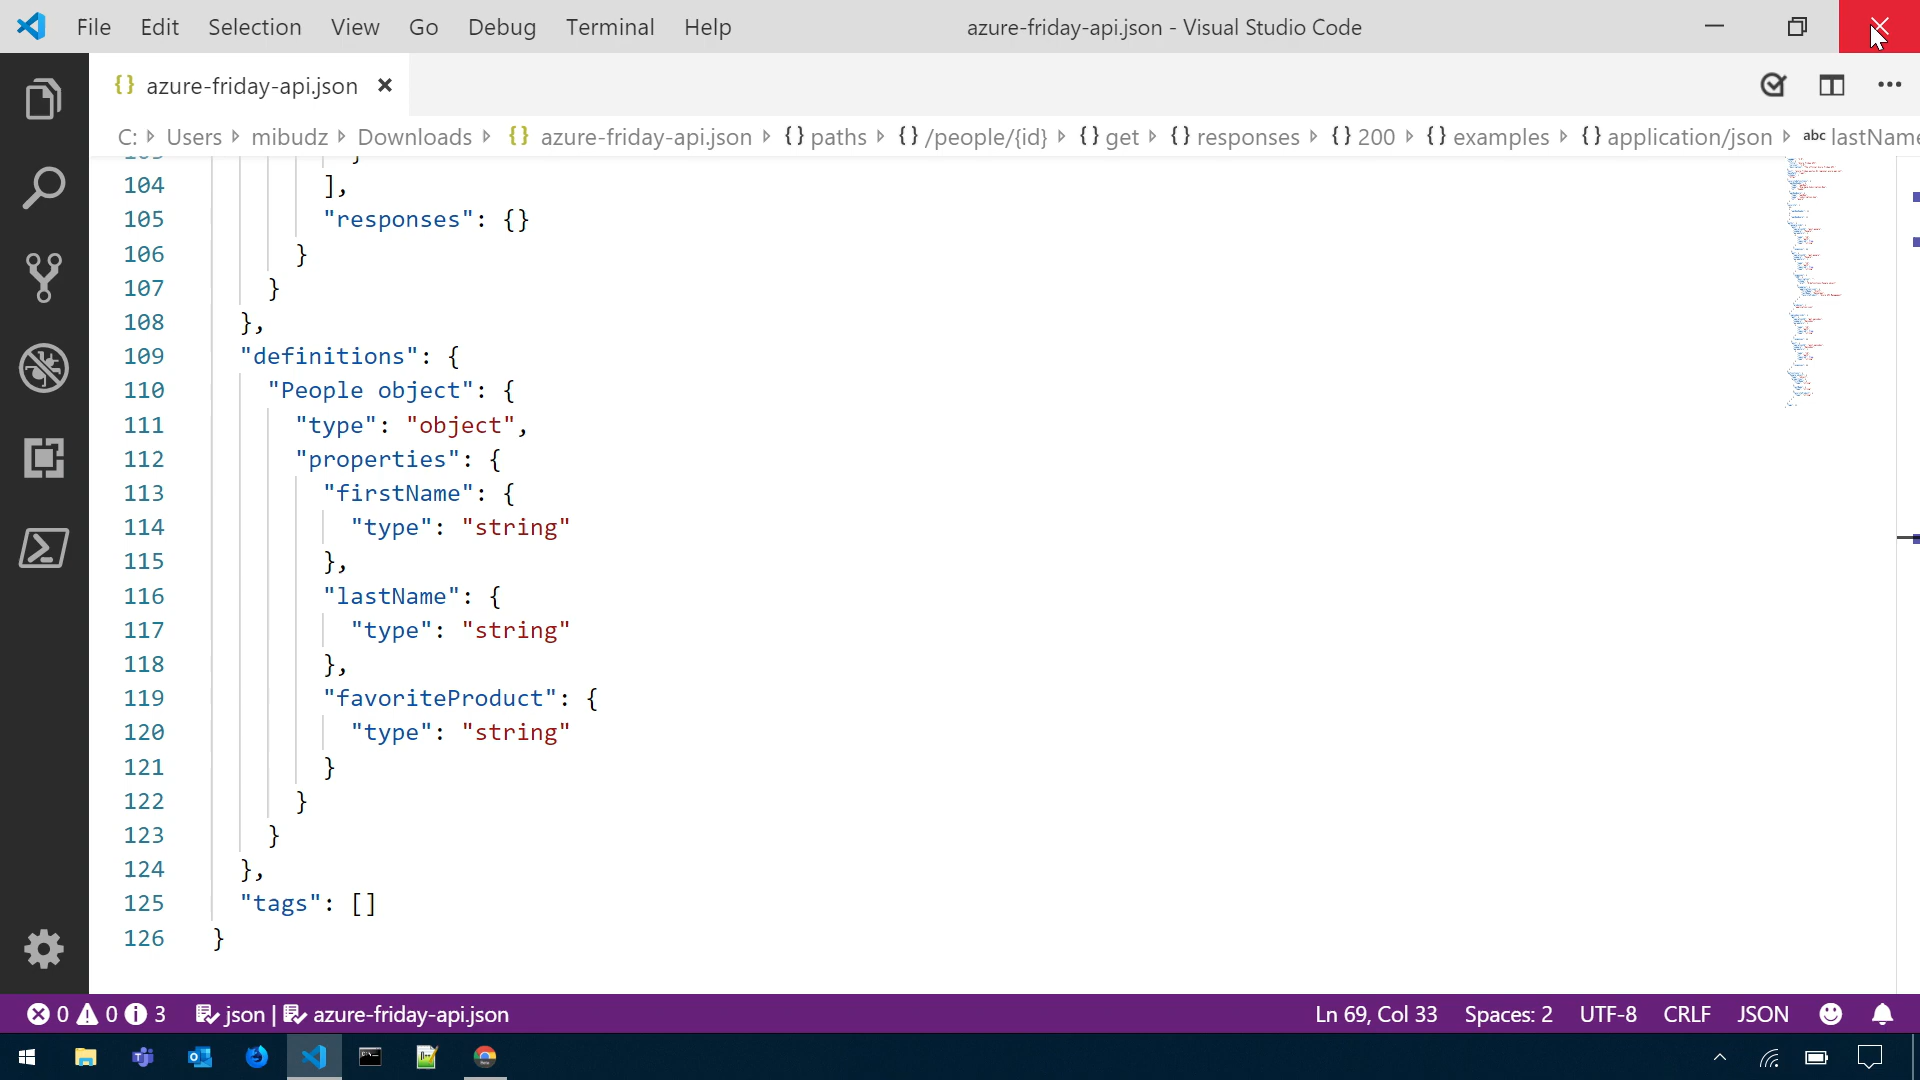 File Edit Selection View Go Debug Terminal Help azure-friday-api.json - Visual Studio Code
{} azure-friday-api.json
C: Users mibudz Downloads {} azure-friday-api.json {} paths {} /people/{id} {} get {} responses {} 200 {} examples {} application/json abc lastName
104 ],
105 "responses": {}
106 }
107 }
108 },
109 "definitions": {
110 "People object": {
111 "type": "object",
112 "properties": {
113 "firstName": {
114 "type": "string"
115 },
116 "lastName": {
117 "type": "string"
118 },
119 "favoriteProduct": {
120 "type": "string"
121 }
122 }
123 }
124 },
125 "tags": []
126 }
0 0 3 json | azure-friday-api.json Ln 69, Col 33 Spaces: 2 UTF-8 CRLF JSON